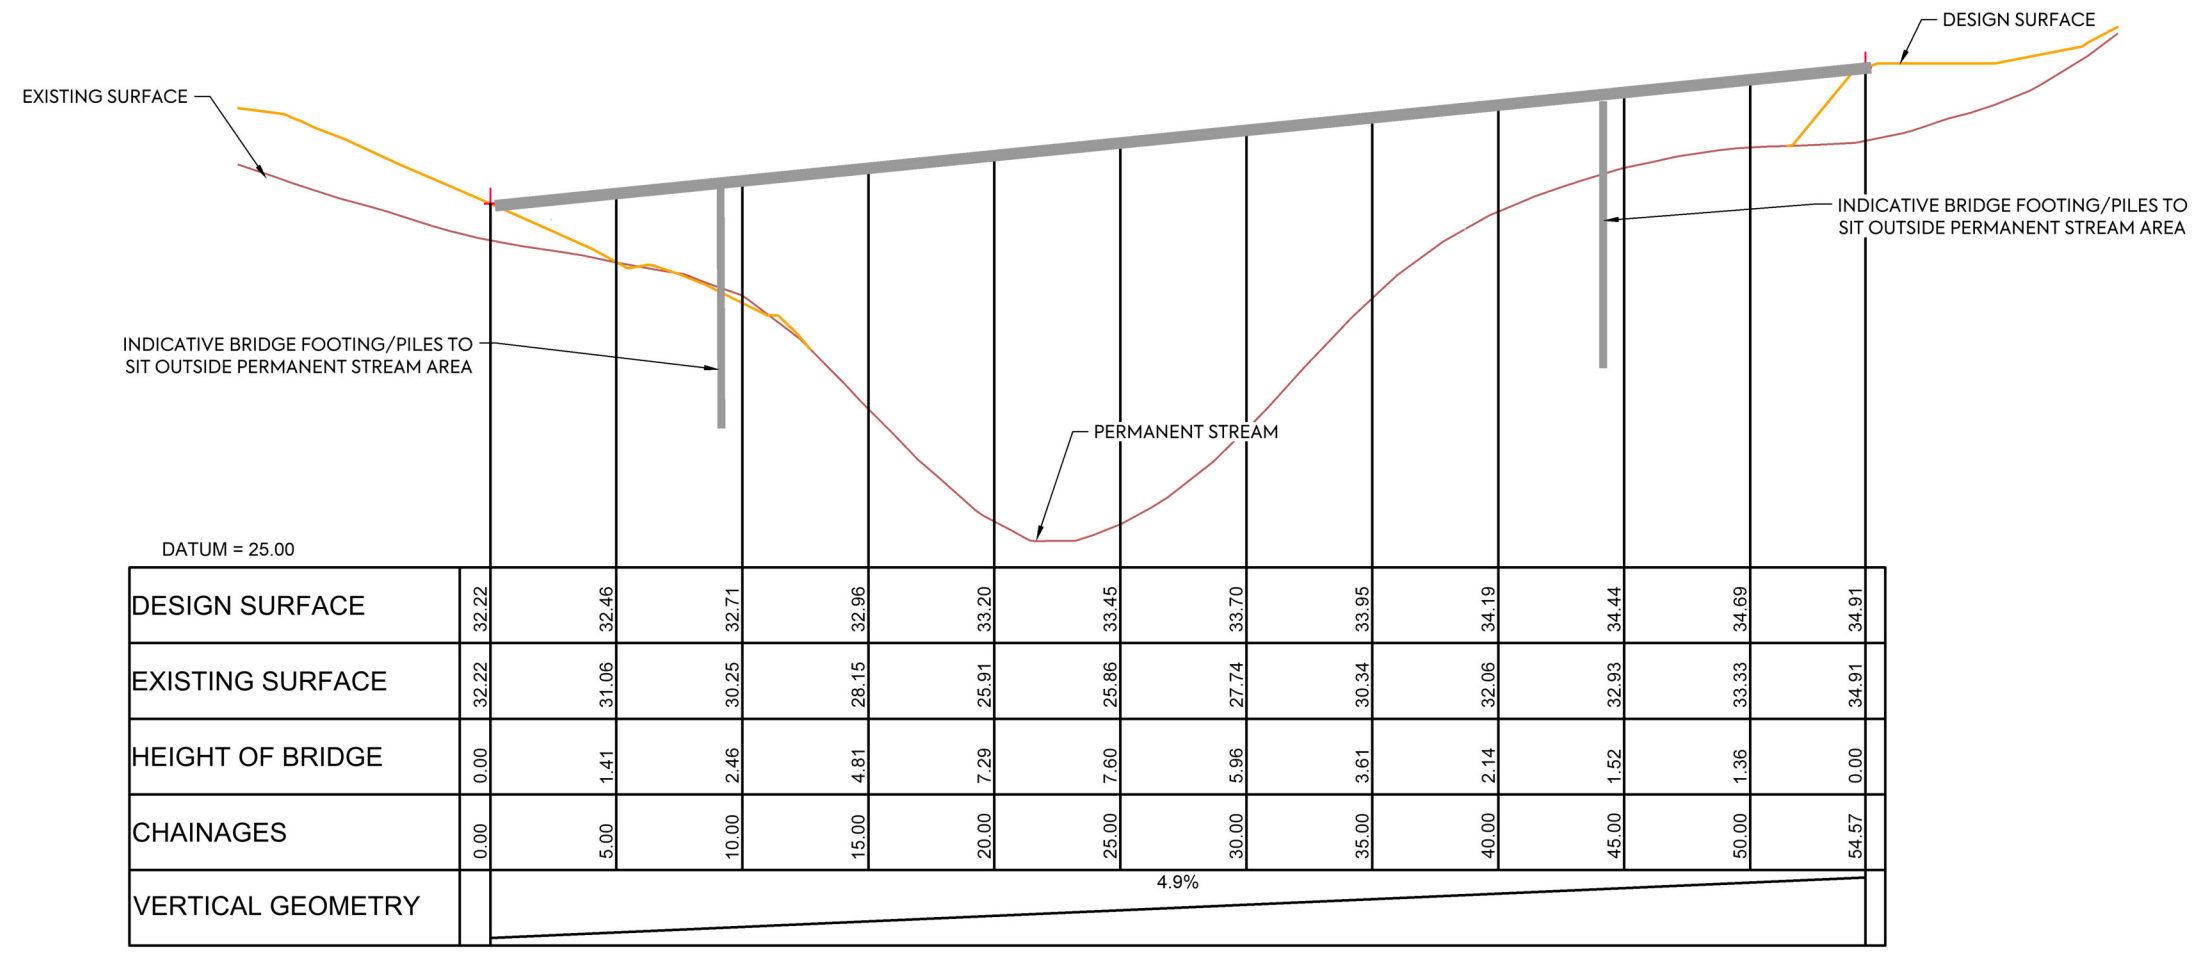 DESIGN SURFACE
EXISTING SURFACE
INDICATIVE BRIDGE FOOTING/PILES TO
SIT OUTSIDE PERMANENT STREAM AREA
INDICATIVE BRIDGE FOOTING/PILES TO
SIT OUTSIDE PERMANENT STREAM AREA
PERMANENT STREAM
DATUM = 25.00
DESIGN SURFACE 32.22 32.46 32.71 32.96 33.20 33.45 33.70 33.95 34.19 34.44 34.69 34.91
EXISTING SURFACE 32.22 31.06 30.25 28.15 25.91 25.86 27.74 30.34 32.06 32.93 33.33 34.91
HEIGHT OF BRIDGE 0.00 1.41 2.46 4.81 7.29 7.60 5.96 3.61 2.14 1.52 1.36 0.00
CHAINAGES 0.00 5.00 10.00 15.00 20.00 25.00 30.00 35.00 40.00 45.00 50.00 54.57
4.9%
VERTICAL GEOMETRY